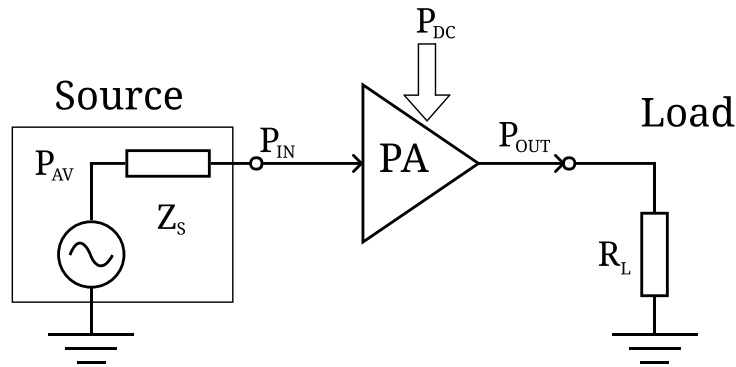 P_DC
Source
Load
P_AV
P_IN
PA
P_OUT
Z_S
R_L